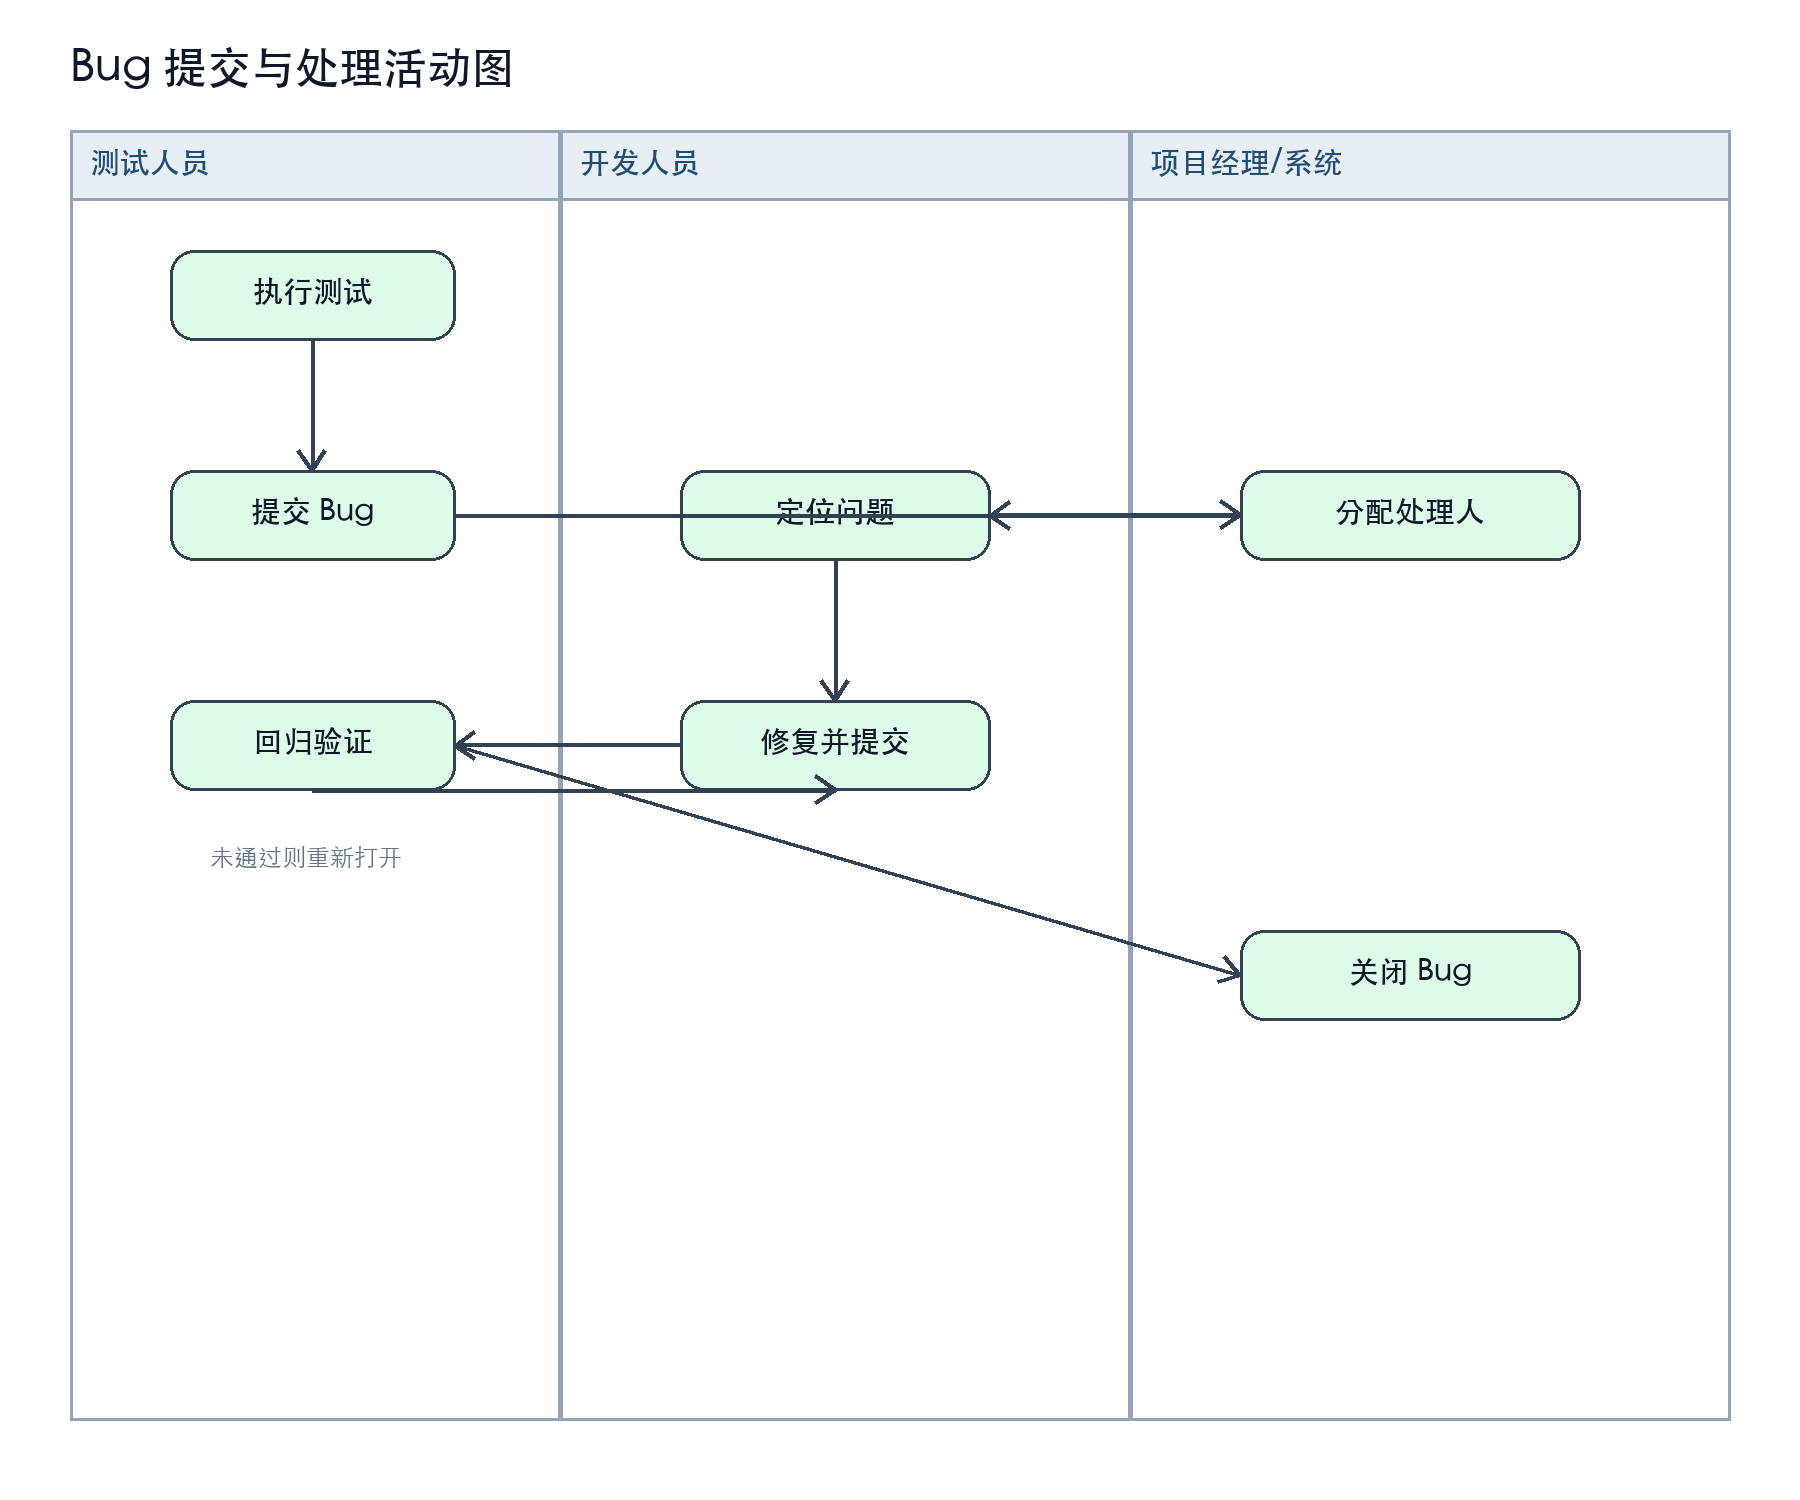 Bug 提交与处理活动图
测试人员
开发人员
项目经理/系统
执行测试
提交 Bug
定位问题
分配处理人
回归验证
修复并提交
未通过则重新打开
关闭 Bug